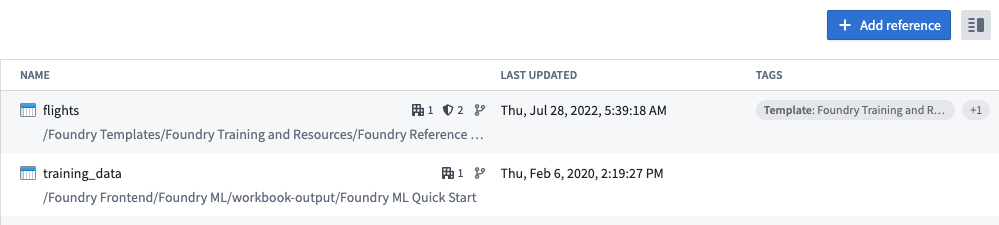 Add reference
NAME LAST UPDATED TAGS
flights 1 2 Thu, Jul 28, 2022, 5:39:18 AM Template: Foundry Training and R... +1
/Foundry Templates/Foundry Training and Resources/Foundry Reference ...
training_data 1 Thu, Feb 6, 2020, 2:19:27 PM
/Foundry Frontend/Foundry ML/workbook-output/Foundry ML Quick Start